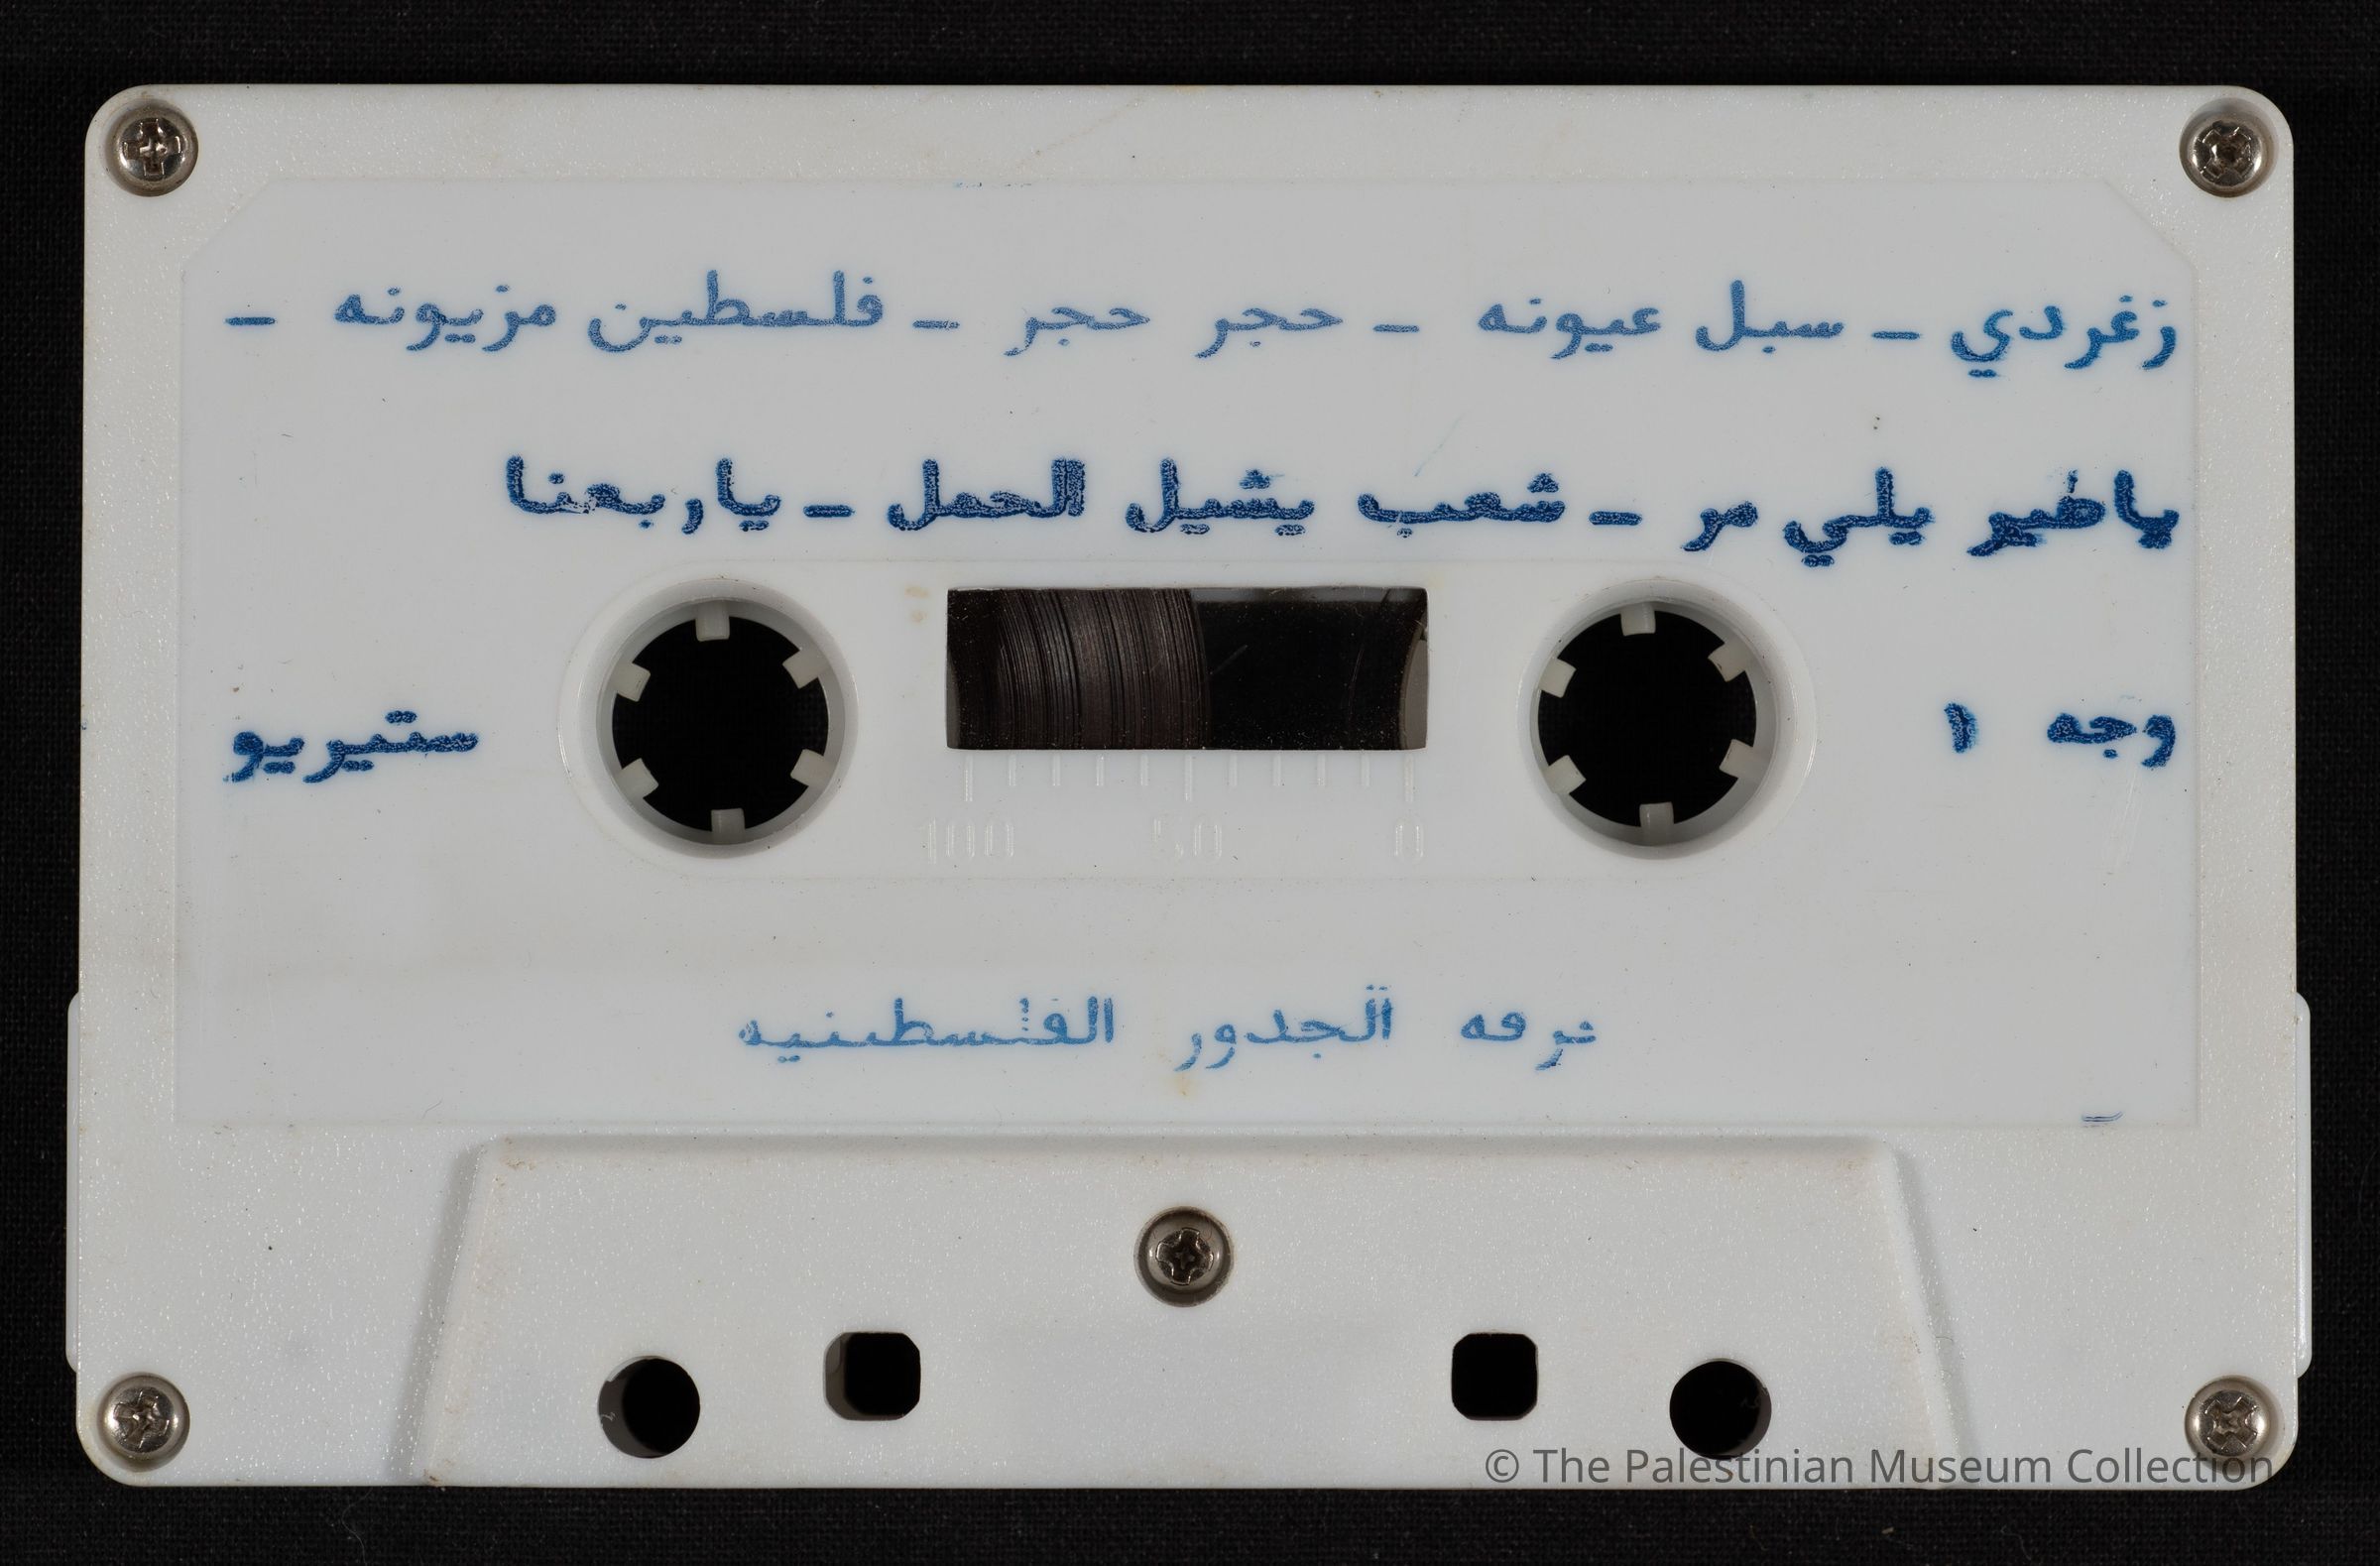 زغردي - سبل عيونه - حجر حجر - فلسطين مزيونه -
ياطير يلي مر - شعب يشيل الحمل - ياربعنا
وجه ١
ستيريو
100 50 0
فرقه الجذور الفلسطينيه
© The Palestinian Museum Collection